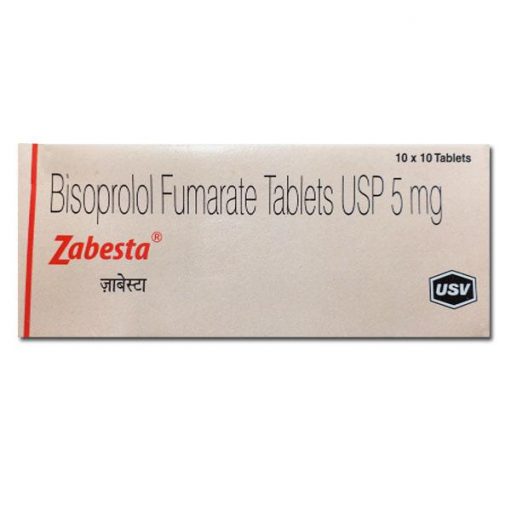 10 x 10 Tablets
Bisoprolol Fumarate Tablets USP 5 mg
Zabesta®
ज़ाबेस्टा
USV